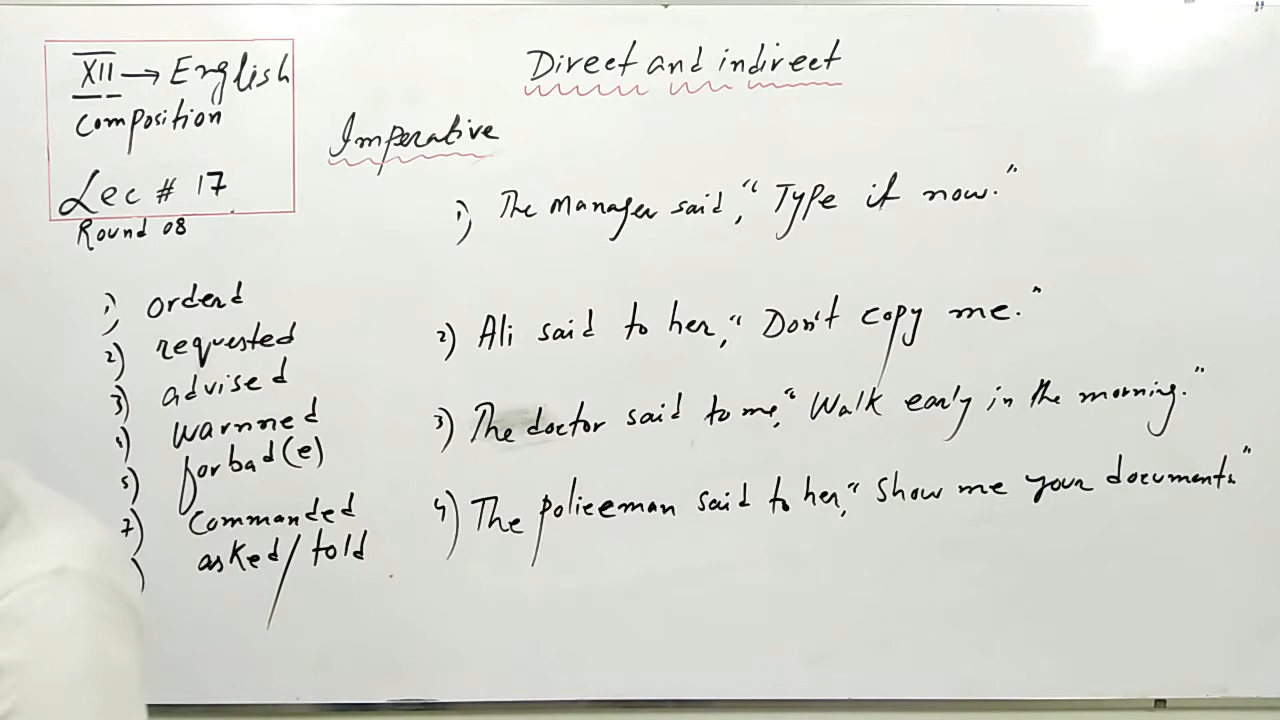 XII → English
composition
Lec # 17
Round 08
Direct and indirect
Imperative
1) The Manager said, "Type it now."
2) Ali said to her, "Don't copy me."
3) The doctor said to me, "Walk early in the morning."
4) The policeman said to her, "Show me your documents."
1) orderd
2) requested
3) advised
4) warnned
5) forbad(e)
7) commanded
) asked/told